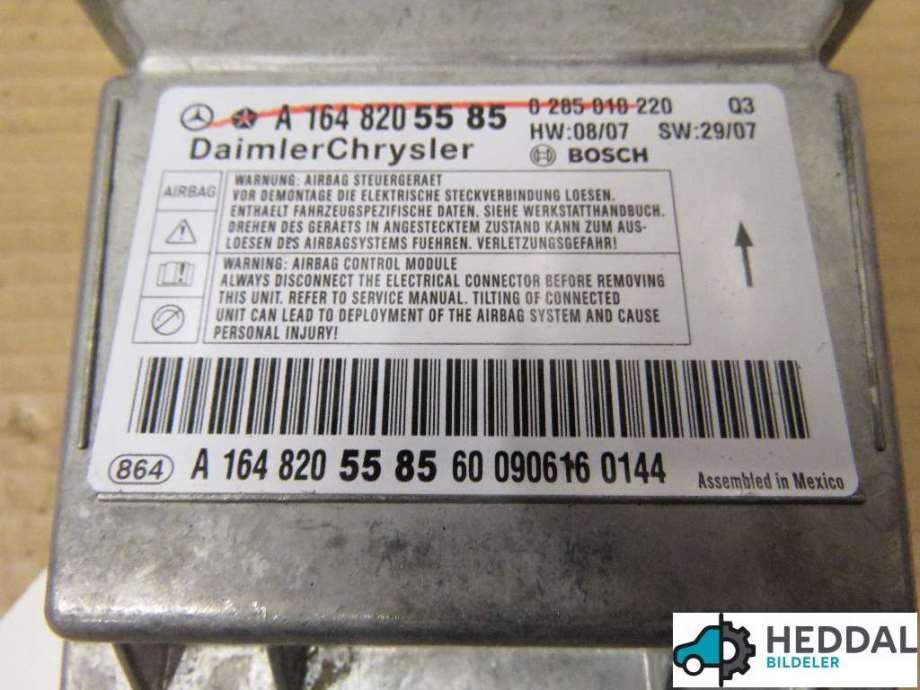 A 164 820 55 85 0 285 010 220 Q3
HW:08/07 SW:29/07
DaimlerChrysler BOSCH
AIRBAG
WARNUNG: AIRBAG STEUERGERAET
VOR DEMONTAGE DIE ELEKTRISCHE STECKVERBINDUNG LOESEN.
ENTHAELT FAHRZEUGSPEZIFISCHE DATEN. SIEHE WERKSTATTHANDBUCH.
DREHEN DES GERAETS IN ANGESTECKTEM ZUSTAND KANN ZUM AUS-
LOESEN DES AIRBAGSYSTEMS FUEHREN. VERLETZUNGSGEFAHR!
WARNING: AIRBAG CONTROL MODULE
ALWAYS DISCONNECT THE ELECTRICAL CONNECTOR BEFORE REMOVING
THIS UNIT. REFER TO SERVICE MANUAL. TILTING OF CONNECTED
UNIT CAN LEAD TO DEPLOYMENT OF THE AIRBAG SYSTEM AND CAUSE
PERSONAL INJURY!
864 A 164 820 55 85 60 090616 0144
Assembled in Mexico
HEDDAL
BILDELER